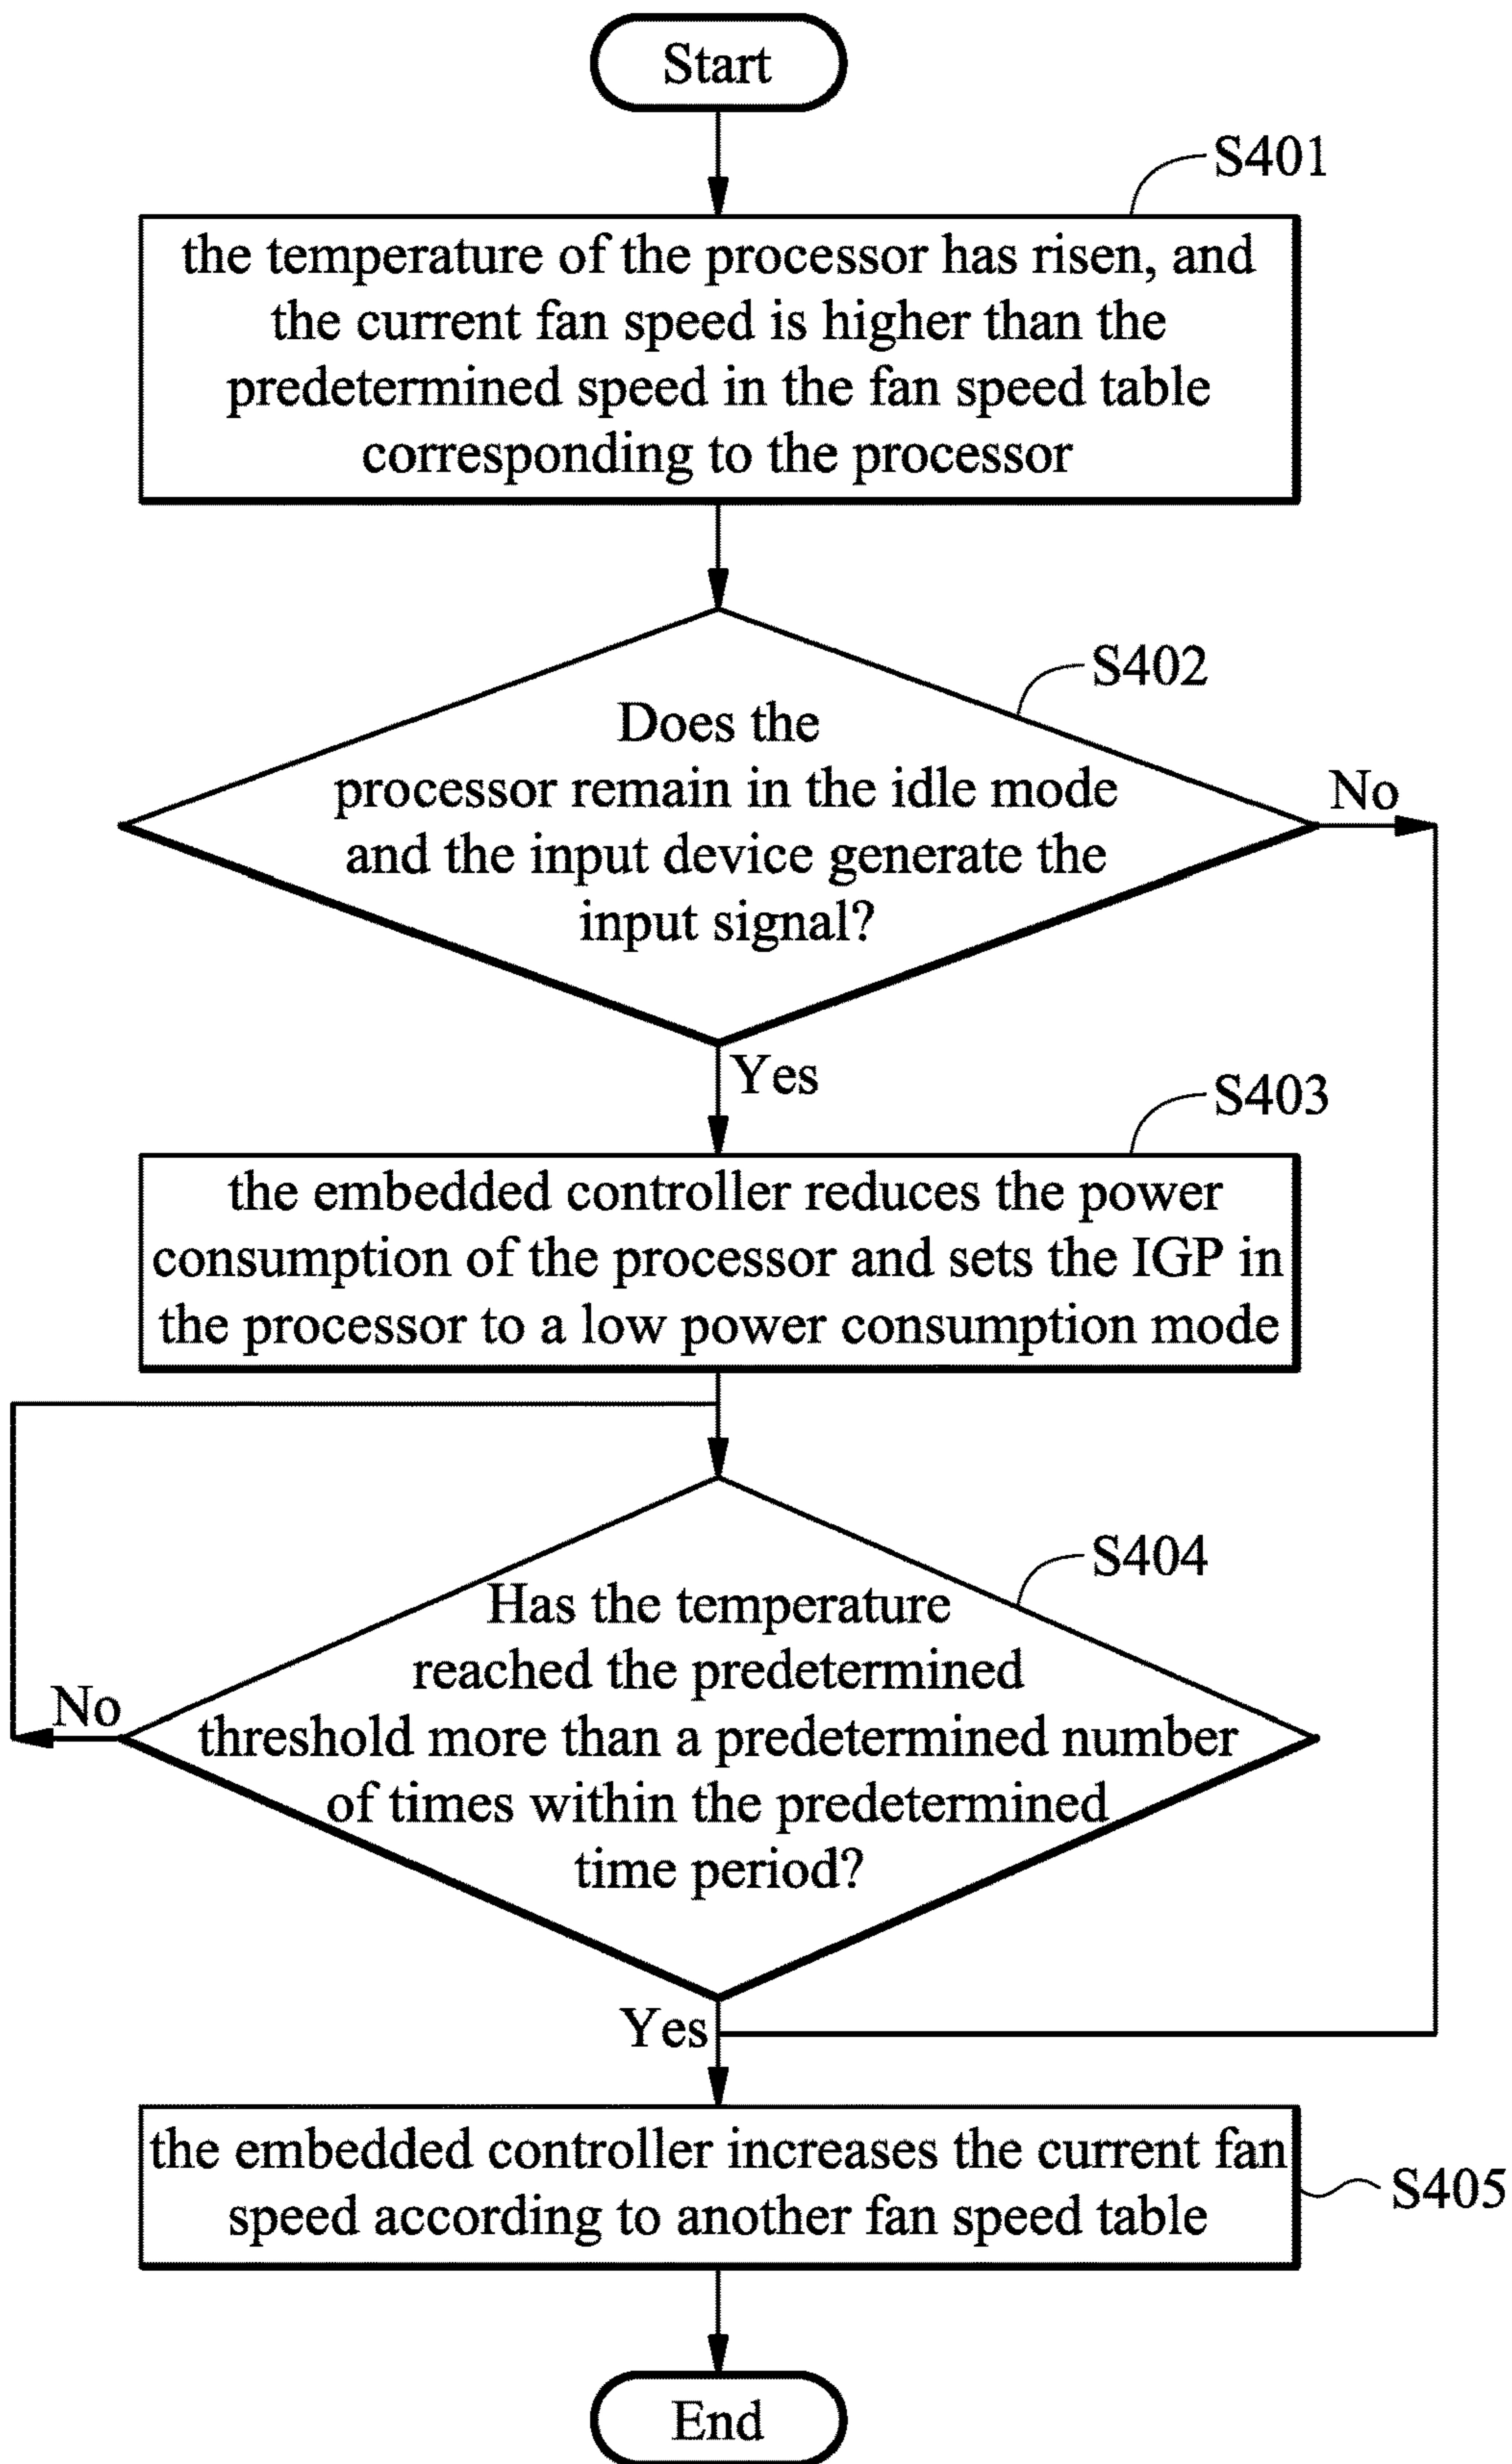 Start
S401
the temperature of the processor has risen, and
the current fan speed is higher than the
predetermined speed in the fan speed table
corresponding to the processor
S402
Does the
processor remain in the idle mode
and the input device generate the
input signal?
No
Yes
S403
the embedded controller reduces the power
consumption of the processor and sets the IGP in
the processor to a low power consumption mode
S404
Has the temperature
reached the predetermined
threshold more than a predetermined number
of times within the predetermined
time period?
No
Yes
the embedded controller increases the current fan
speed according to another fan speed table
S405
End